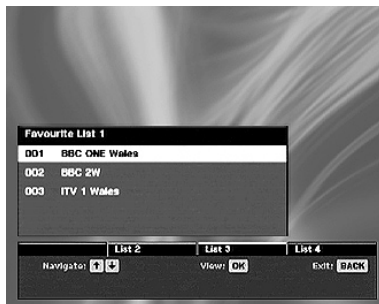 Favourite List 1
001 BBC ONE Wales
002 BBC 2W
003 ITV 1 Wales
List 2 List 3 List 4
Navigate: View: OK Exit: BACK